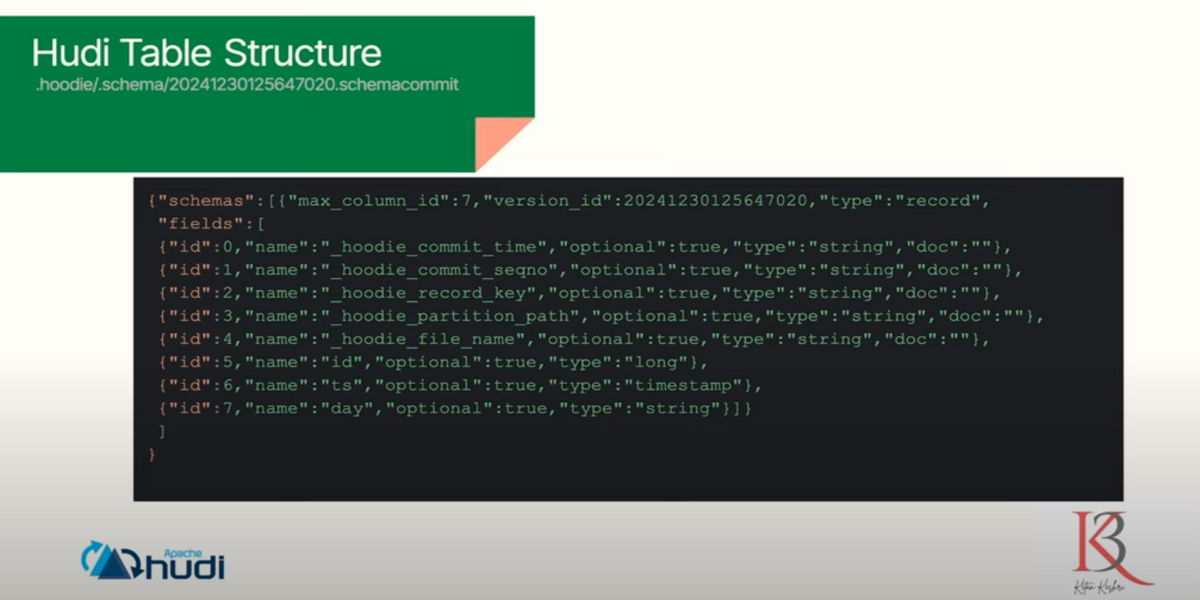 Hudi Table Structure
.hoodie/.schema/20241230125647020.schemacommit
{"schemas":[{"max_column_id":7,"version_id":20241230125647020,"type":"record",
"fields":[
{"id":0,"name":"_hoodie_commit_time","optional":true,"type":"string","doc":""},
{"id":1,"name":"_hoodie_commit_seqno","optional":true,"type":"string","doc":""},
{"id":2,"name":"_hoodie_record_key","optional":true,"type":"string","doc":""},
{"id":3,"name":"_hoodie_partition_path","optional":true,"type":"string","doc":""},
{"id":4,"name":"_hoodie_file_name","optional":true,"type":"string","doc":""},
{"id":5,"name":"id","optional":true,"type":"long"},
{"id":6,"name":"ts","optional":true,"type":"timestamp"},
{"id":7,"name":"day","optional":true,"type":"string"}]}
]
}
Apache
hudi